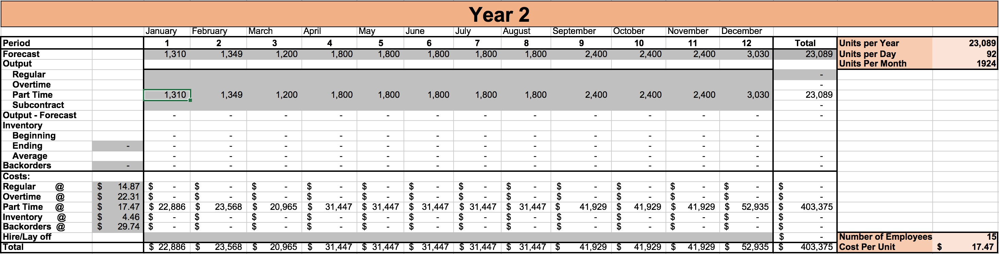 Year 2
January February March April May June July August September October November December
Period 1 2 3 4 5 6 7 8 9 10 11 12 Total Units per Year 23,089
Forecast 1,310 1,349 1,200 1,800 1,800 1,800 1,800 1,800 2,400 2,400 2,400 3,030 23,089 Units per Day 92
Output Units Per Month 1924
Regular -
Overtime -
Part Time 1,310 1,349 1,200 1,800 1,800 1,800 1,800 1,800 2,400 2,400 2,400 3,030 23,089
Subcontract -
Output - Forecast - - - - - - - - - - - - -
Inventory
Beginning - - - - - - - - - - - -
Ending - - - - - - - - - - - - - -
Average - - - - - - - - - - - - -
Backorders - - - - - - - - - - - - - -
Costs:
Regular @ $ 14.87 $ - $ - $ - $ - $ - $ - $ - $ - $ - $ - $ - $ - $ -
Overtime @ $ 22.31 $ - $ - $ - $ - $ - $ - $ - $ - $ - $ - $ - $ - $ -
Part Time @ $ 17.47 $ 22,886 $ 23,568 $ 20,965 $ 31,447 $ 31,447 $ 31,447 $ 31,447 $ 31,447 $ 41,929 $ 41,929 $ 41,929 $ 52,935 $ 403,375
Inventory @ $ 4.46 $ - $ - $ - $ - $ - $ - $ - $ - $ - $ - $ - $ - $ -
Backorders @ $ 29.74 $ - $ - $ - $ - $ - $ - $ - $ - $ - $ - $ - $ - $ -
Hire/Lay off $ - Number of Employees 15
Total $ 22,886 $ 23,568 $ 20,965 $ 31,447 $ 31,447 $ 31,447 $ 31,447 $ 31,447 $ 41,929 $ 41,929 $ 41,929 $ 52,935 $ 403,375 Cost Per Unit $ 17.47